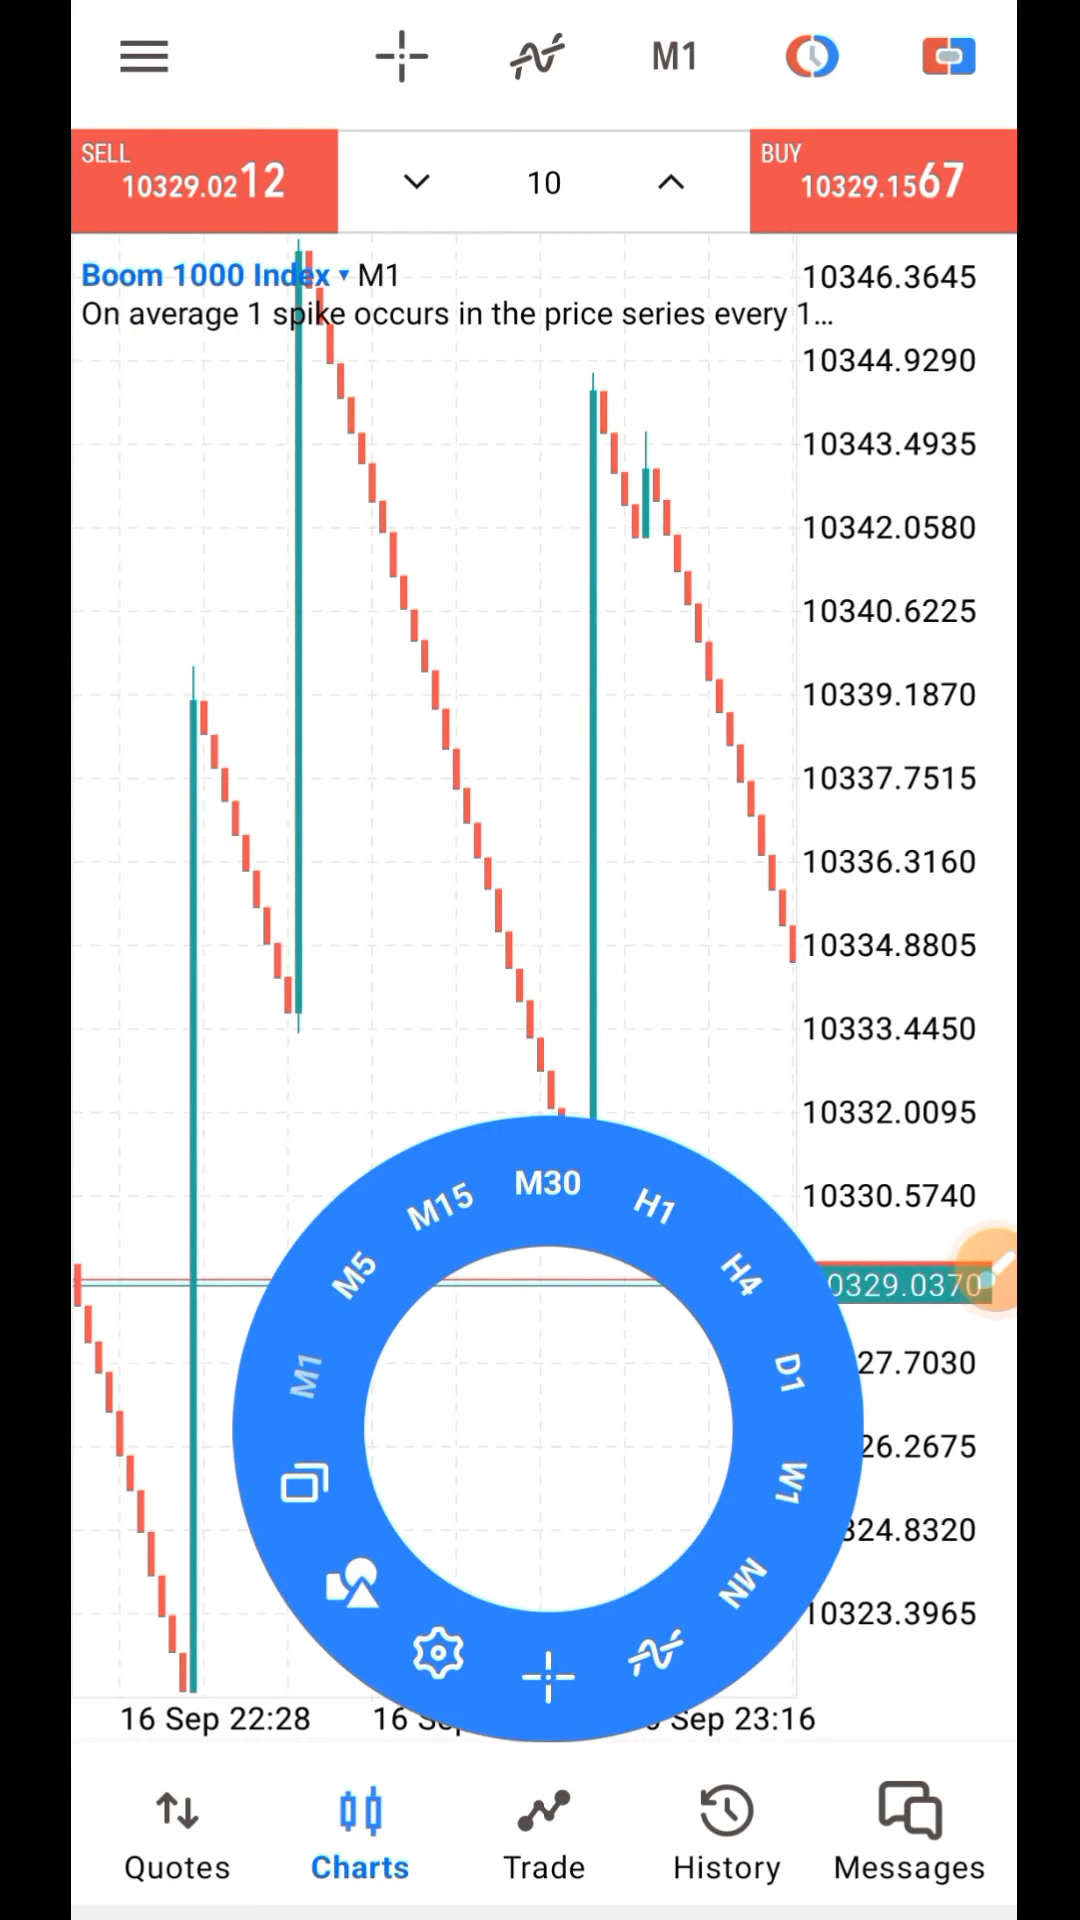 M1
SELL
10329.0212
10
BUY
10329.1567
Boom 1000 Index ▾ M1
On average 1 spike occurs in the price series every 1...
10346.3645
10344.9290
10343.4935
10342.0580
10340.6225
10339.1870
10337.7515
10336.3160
10334.8805
10333.4450
10332.0095
10330.5740
0329.0370
27.7030
26.2675
324.8320
10323.3965
M1
M5
M15
M30
H1
H4
D1
W1
MN
16 Sep 22:28
16 Sep 23:16
Quotes
Charts
Trade
History
Messages